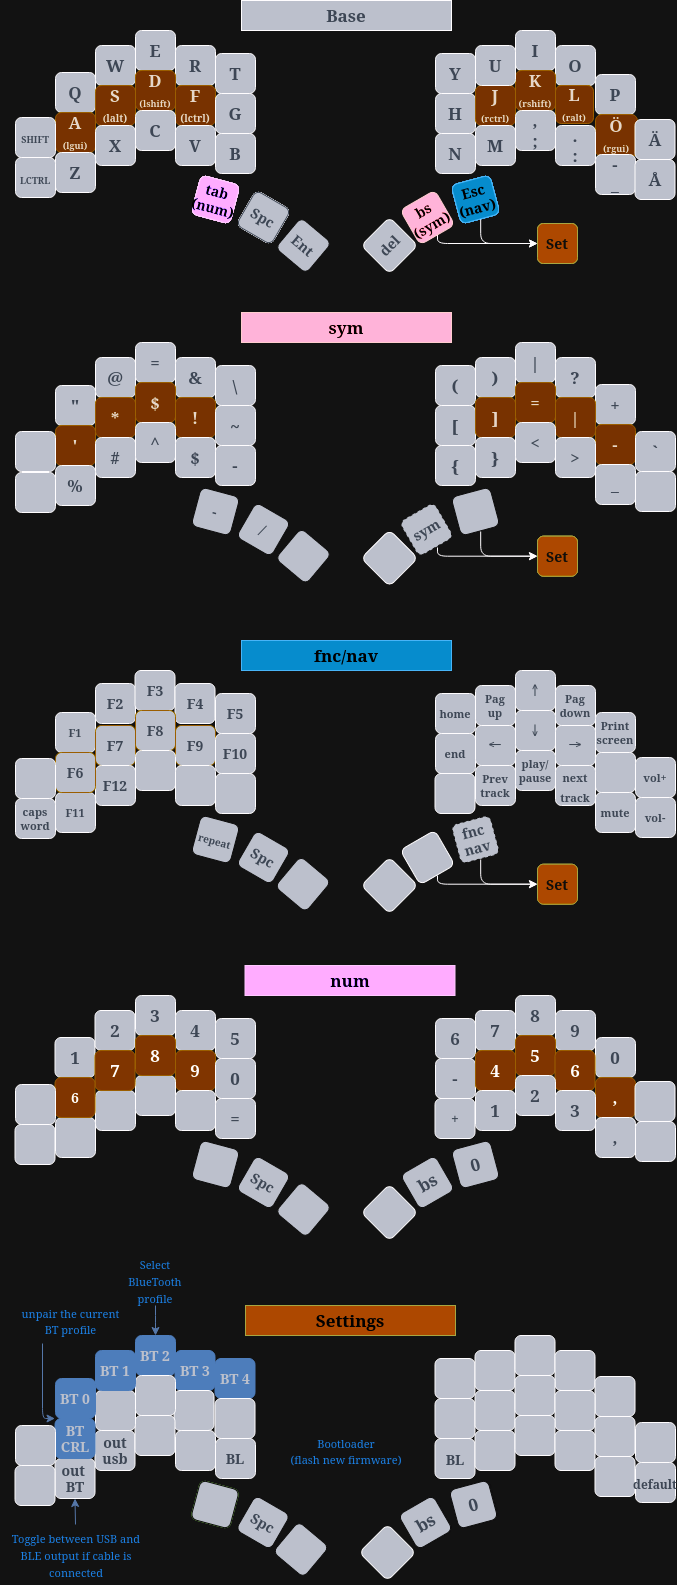 Base
Q W E R T
Y U I O P
A
(lgui)
S
(lalt)
D
(lshift)
F
(lctrl)
G
H
J
(rctrl)
K
(rshift)
L
(ralt)
Ö
(rgui)
Ä
SHIFT
LCTRL
Z X C V B
N M
,
;
.
:
-
_
Å
tab
(num)
Spc
Ent
del
bs
(sym)
Esc
(nav)
Set
sym
" @ = & \
( ) | ? +
' * $ ! ~
[ ] = | - `
% # ^ $ -
{ } < > _
- /
sym
Set
fnc/nav
F1 F2 F3 F4 F5
home
Pag
up
↑
Pag
down
Print
screen
F6 F7 F8 F9 F10
end
← ↓ →
vol+
caps
word
F11 F12
Prev
track
play/
pause
next
track
mute
vol-
repeat
Spc
fnc
nav
Set
num
1 2 3 4 5
6 7 8 9 0
6 7 8 9 0
- 4 5 6 ,
=
+ 1 2 3 ,
Spc
bs
0
Select
BlueTooth
profile
unpair the current
BT profile
Settings
BT 0 BT 1 BT 2 BT 3 BT 4
BT
CRL
out
BT
out
usb
BL
Bootloader
(flash new firmware)
BL
default
Spc
bs
0
Toggle between USB and
BLE output if cable is
connected